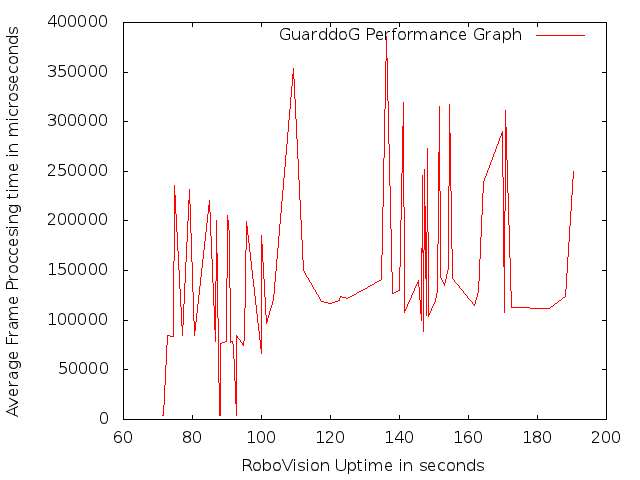 GuarddoG Performance Graph
400000
350000
300000
250000
200000
150000
100000
50000
0
Average Frame Proccesing time in microseconds
60 80 100 120 140 160 180 200
RoboVision Uptime in seconds